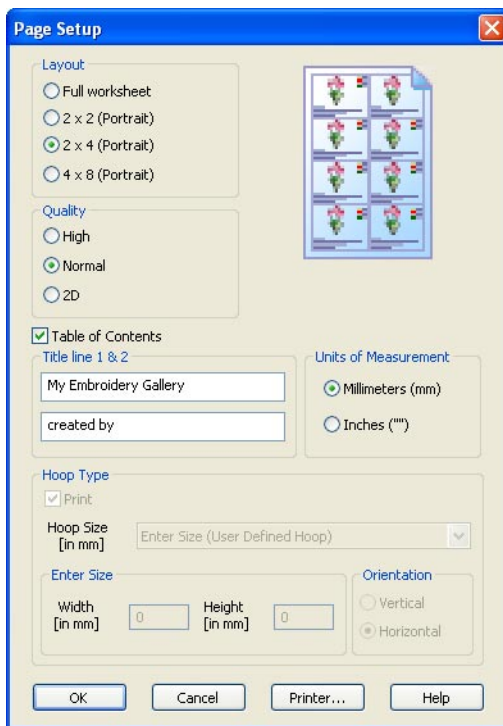 Page Setup
Layout
Full worksheet
2 x 2 (Portrait)
2 x 4 (Portrait)
4 x 8 (Portrait)
Quality
High
Normal
2D
Table of Contents
Title line 1 & 2
My Embroidery Gallery
created by
Units of Measurement
Millimeters (mm)
Inches ("")
Hoop Type
Print
Hoop Size
[in mm]
Enter Size (User Defined Hoop)
Enter Size
Width
[in mm]
0
Height
[in mm]
0
Orientation
Vertical
Horizontal
OK
Cancel
Printer...
Help